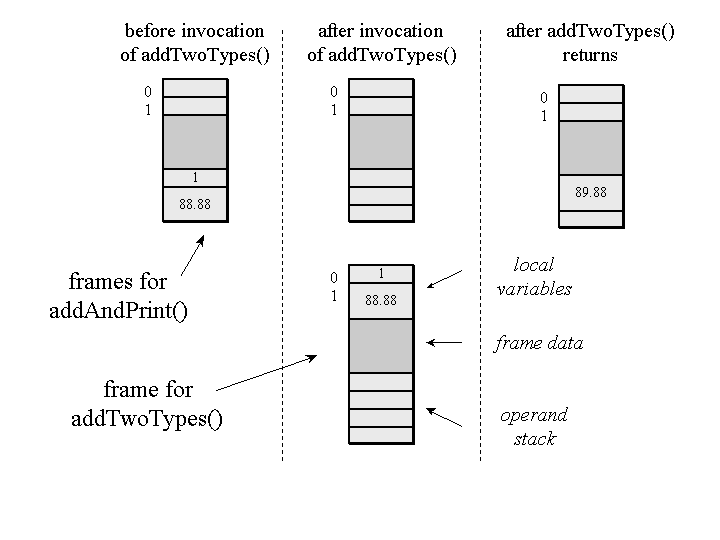 before invocation
of addTwoTypes()
after invocation
of addTwoTypes()
after addTwoTypes()
returns
0
1
1
88.88
0
1
0
1
89.88
frames for
addAndPrint()
0
1
1
88.88
local
variables
frame data
frame for
addTwoTypes()
operand
stack